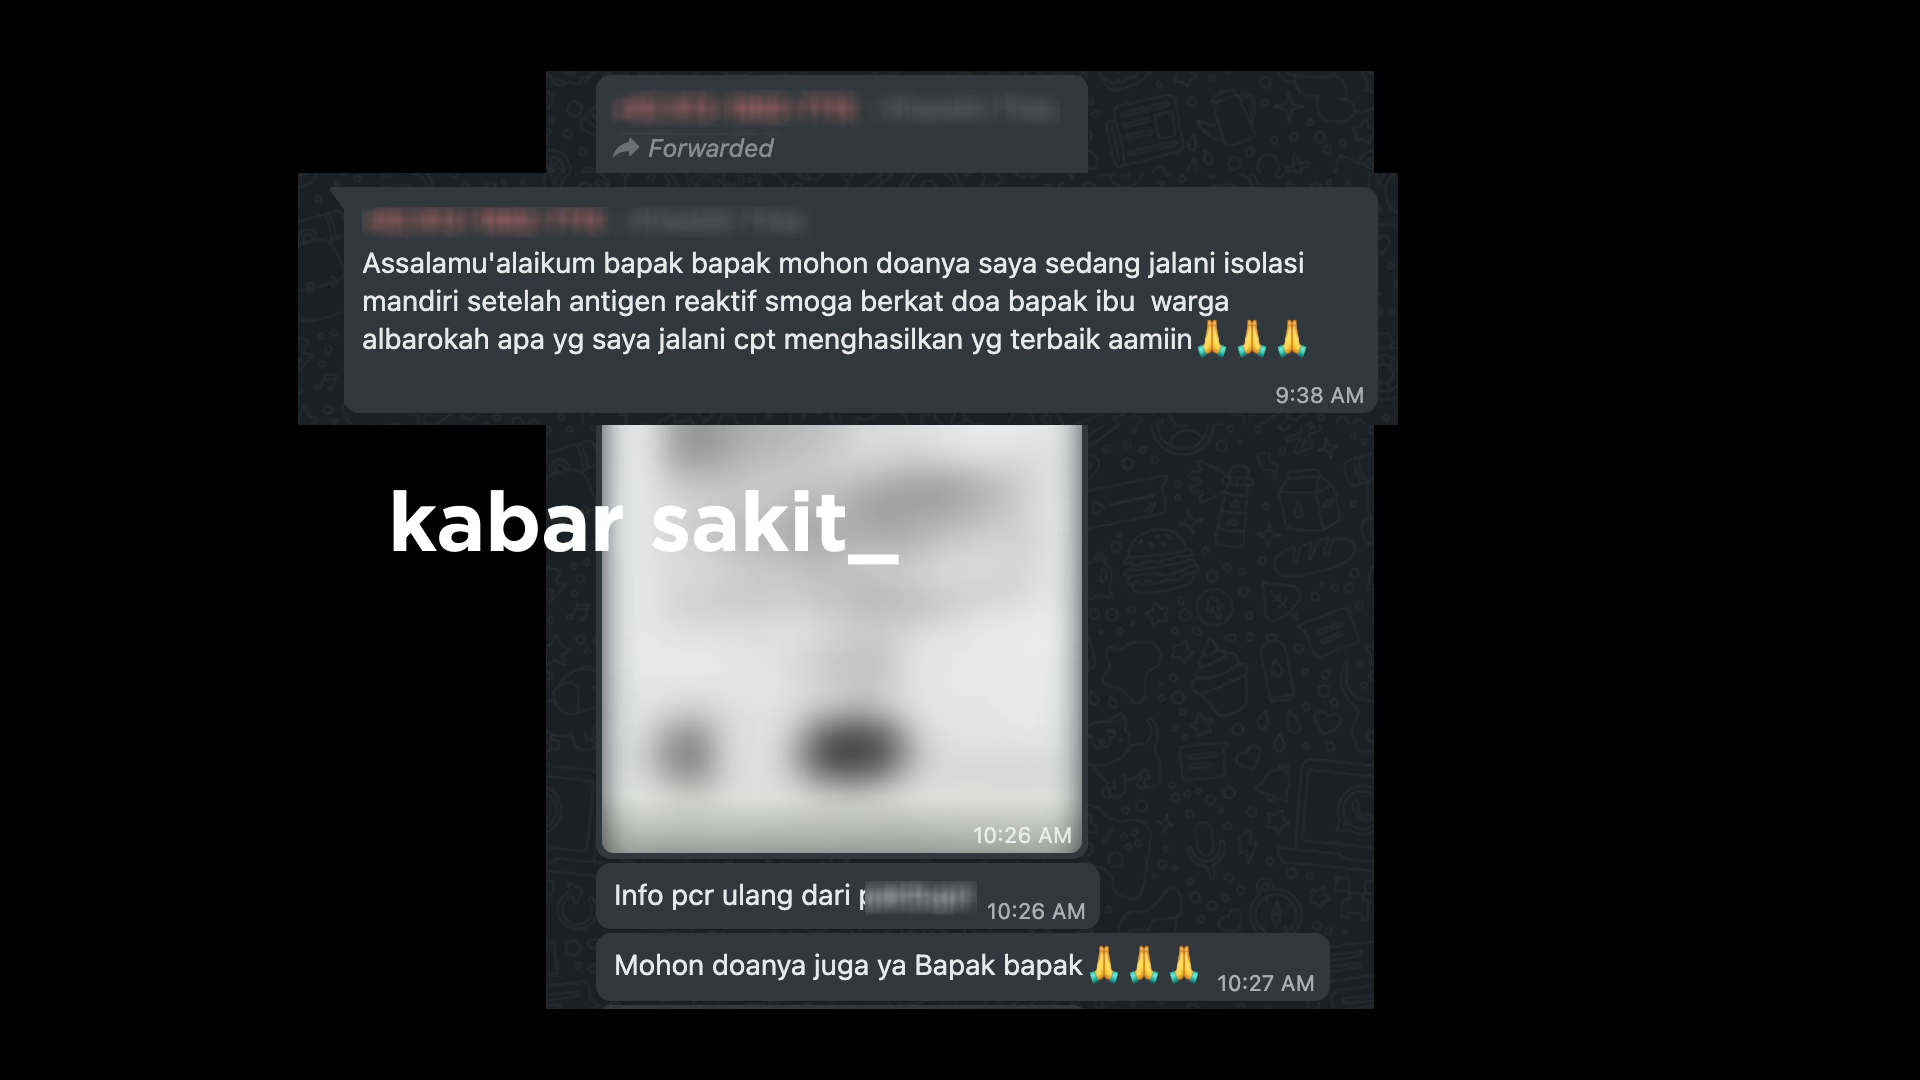 Forwarded
Assalamu'alaikum bapak bapak mohon doanya saya sedang jalani isolasi
mandiri setelah antigen reaktif smoga berkat doa bapak ibu  warga
albarokah apa yg saya jalani cpt menghasilkan yg terbaik aamiin🙏🙏🙏
9:38 AM
kabar sakit_
10:26 AM
Info pcr ulang dari
10:26 AM
Mohon doanya juga ya Bapak bapak🙏🙏🙏
10:27 AM